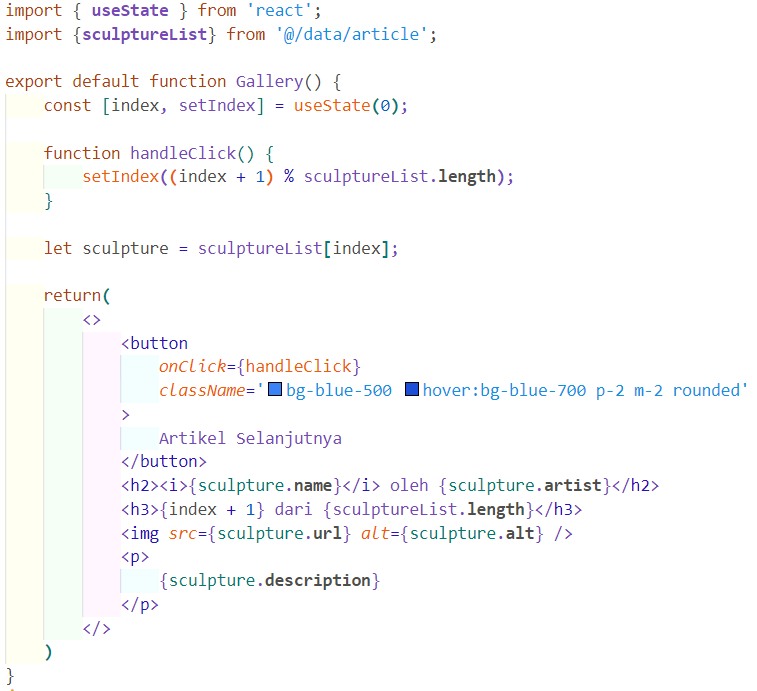 import { useState } from 'react';
import {sculptureList} from '@/data/article';
export default function Gallery() {
const [index, setIndex] = useState(0);
function handleClick() {
setIndex((index + 1) % sculptureList.length);
}
let sculpture = sculptureList[index];
return(
<>
<button
onClick={handleClick}
className='bg-blue-500 hover:bg-blue-700 p-2 m-2 rounded'
>
Artikel Selanjutnya
</button>
<h2><i>{sculpture.name}</i> oleh {sculpture.artist}</h2>
<h3>{index + 1} dari {sculptureList.length}</h3>
<img src={sculpture.url} alt={sculpture.alt} />
<p>
{sculpture.description}
</p>
</>
)
}